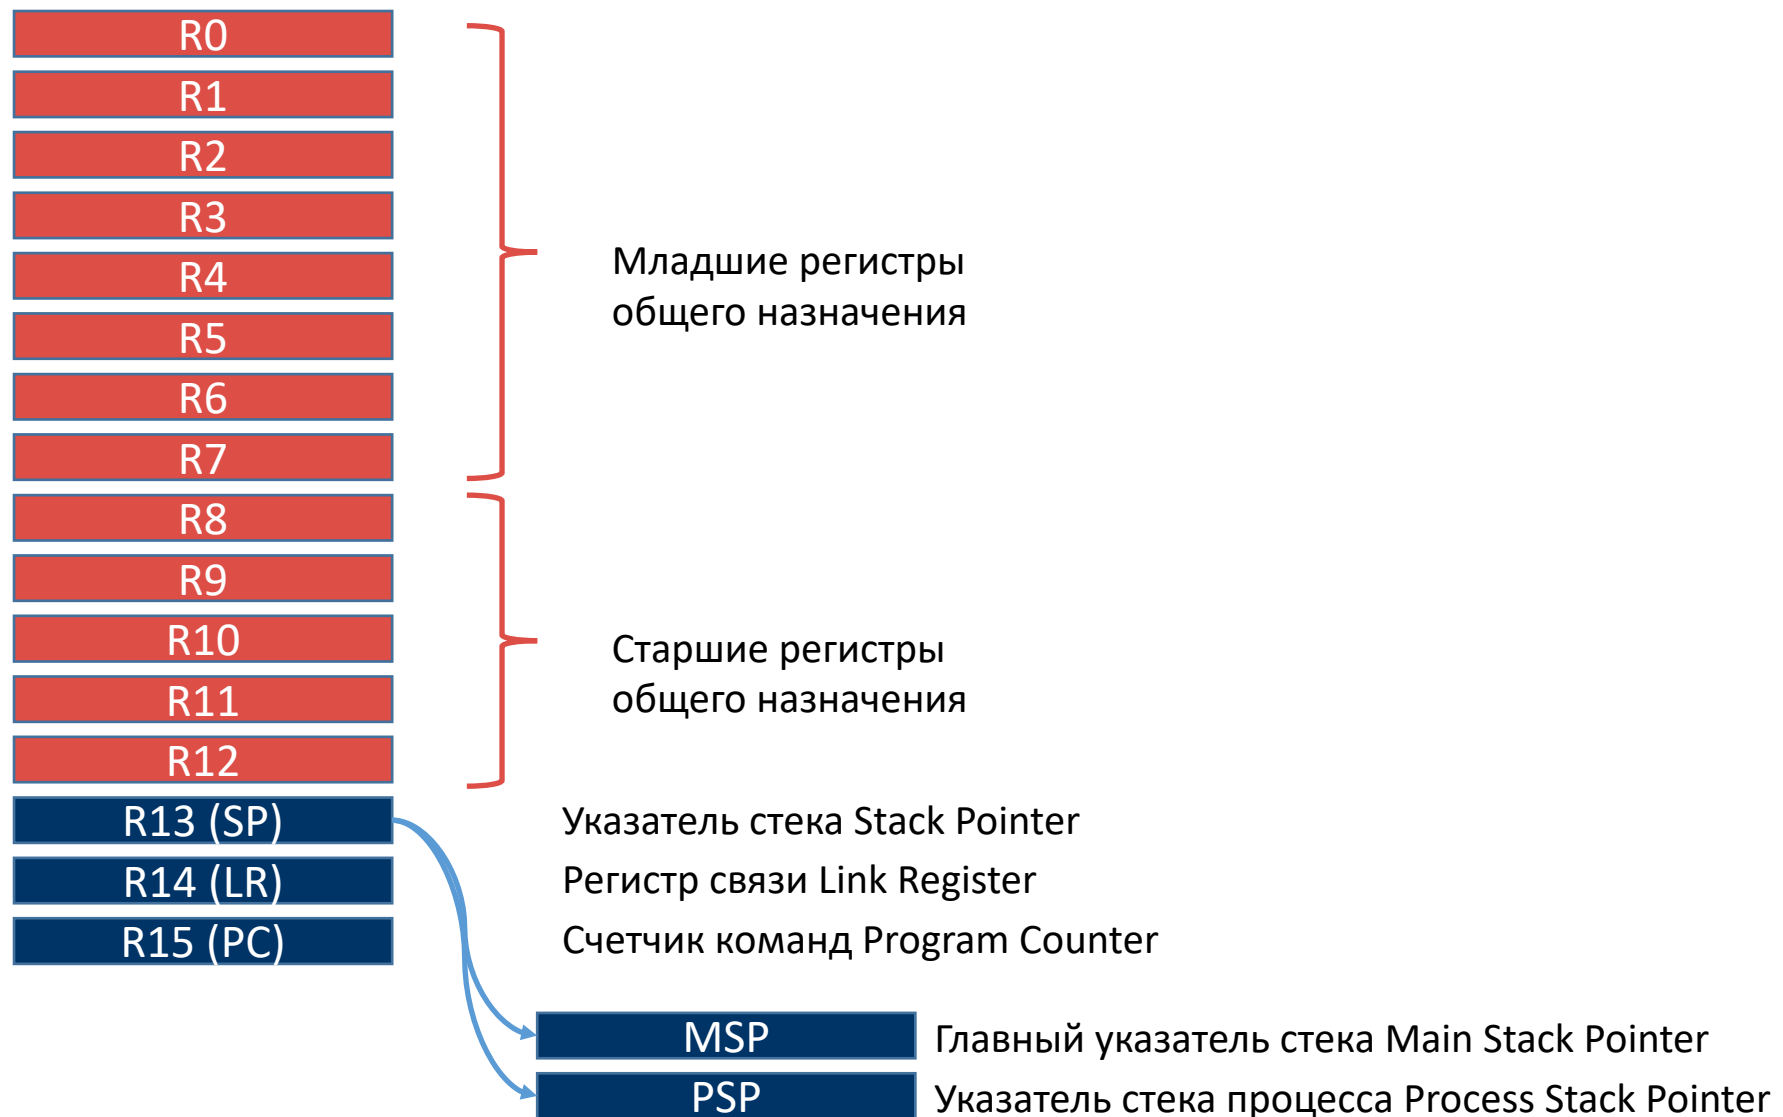 R0
R1
R2
R3
R4
R5
R6
R7
Младшие регистры
общего назначения
R8
R9
R10
R11
R12
Старшие регистры
общего назначения
R13 (SP) Указатель стека Stack Pointer
R14 (LR) Регистр связи Link Register
R15 (PC) Счетчик команд Program Counter
MSP Главный указатель стека Main Stack Pointer
PSP Указатель стека процесса Process Stack Pointer